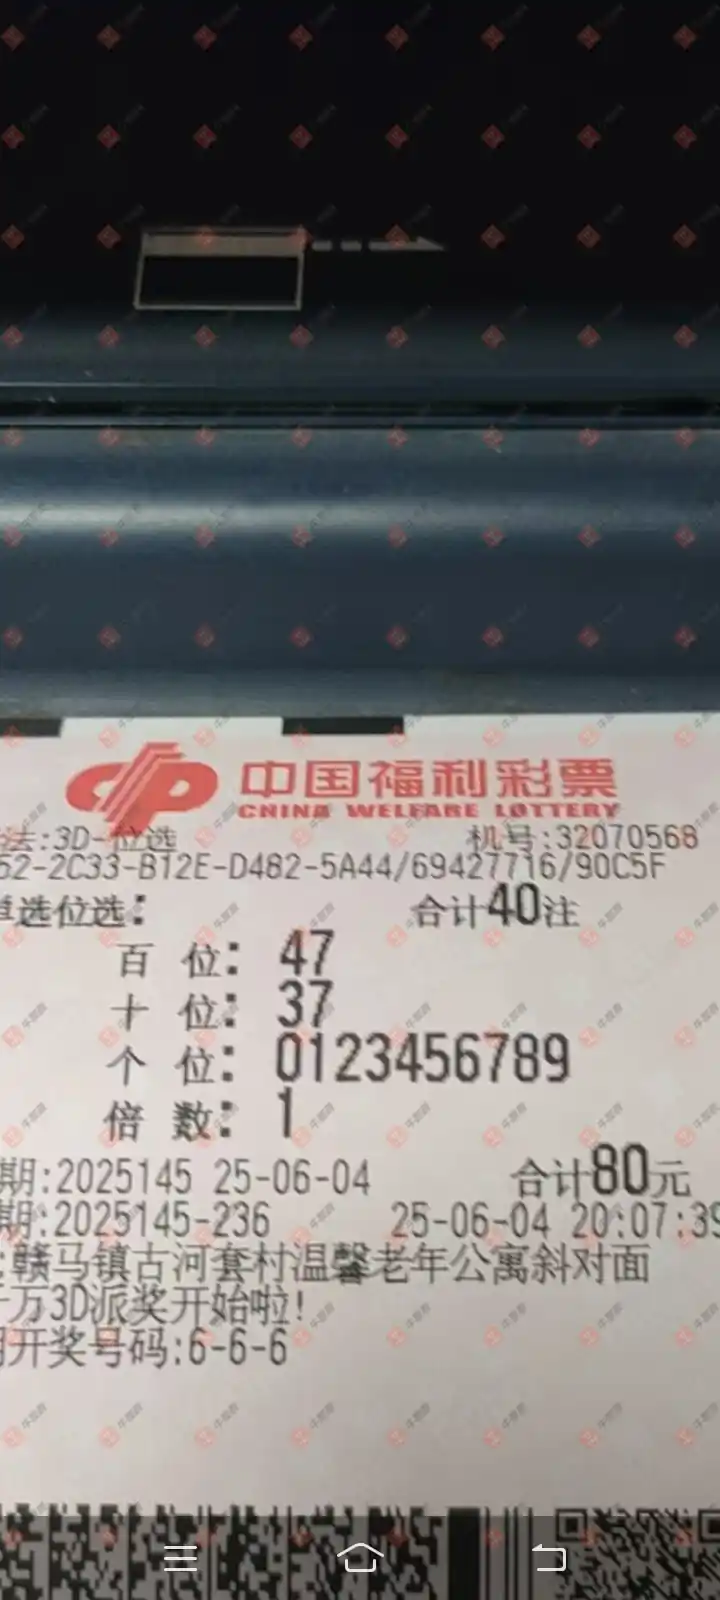 中国福利彩票
CHINA WELFARE LOTTERY
法:3D-位选 机号:32070568
52-2C33-B12E-D482-5A44/69427716/90C5F
单选位选: 合计40注
百 位: 47
十 位: 37
个 位: 0123456789
倍 数: 1
期:2025145 25-06-04 合计80元
期:2025145-236 25-06-04 20:07:39
:赣马镇古河套村温馨老年公寓斜对面
千万3D派奖开始啦!
期开奖号码:6-6-6